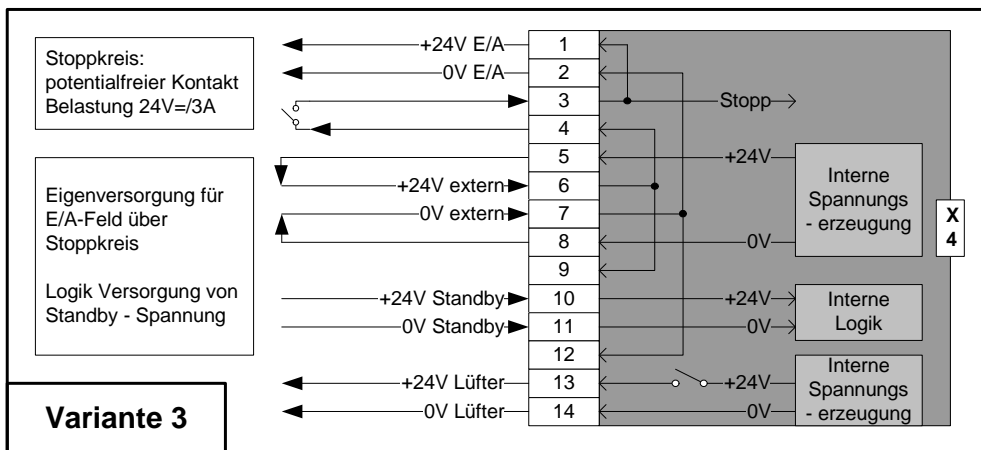 Stoppkreis:
potentialfreier Kontakt
Belastung 24V=/3A
Eigenversorgung für
E/A-Feld über
Stoppkreis
Logik Versorgung von
Standby - Spannung
Variante 3
+24V E/A
0V E/A
+24V extern
0V extern
+24V Standby
0V Standby
+24V Lüfter
0V Lüfter
1
2
3
4
5
6
7
8
9
10
11
12
13
14
Stopp
+24V
0V
+24V
0V
+24V
0V
Interne
Spannungs
- erzeugung
Interne
Logik
Interne
Spannungs
- erzeugung
X
4